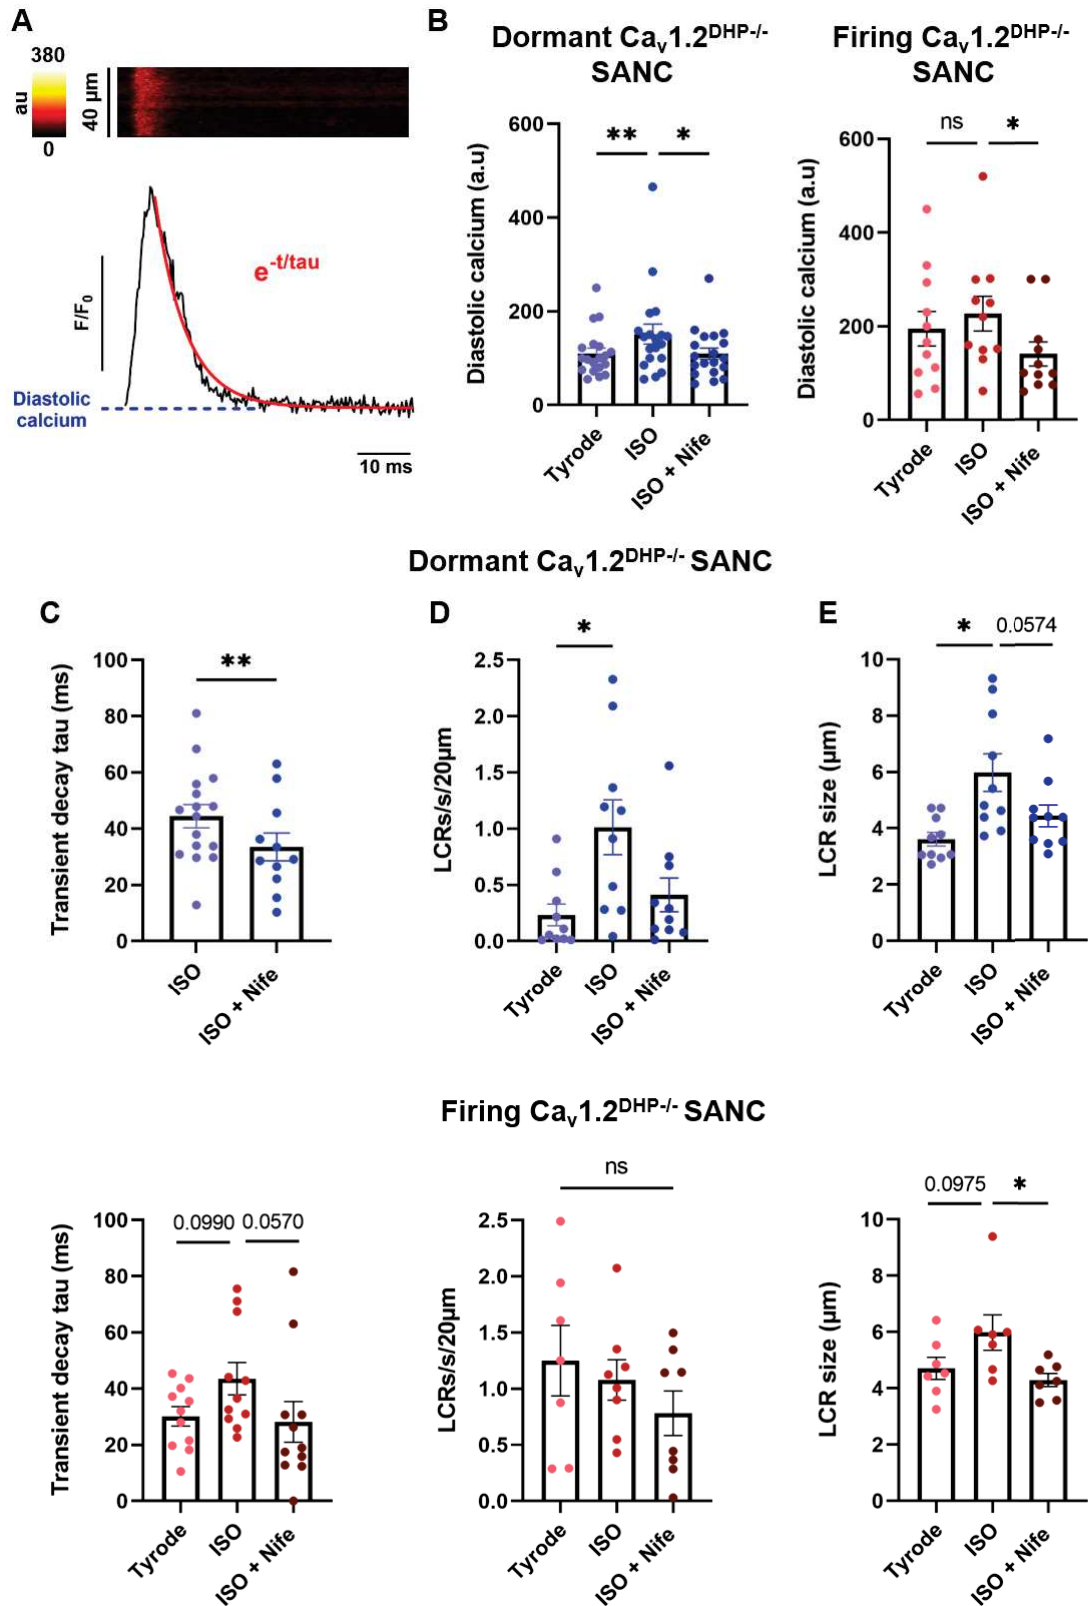 A
380
au
0
40 µm
F/F0
e-t/tau
Diastolic
calcium
10 ms
B
Dormant Cav1.2DHP-/-
SANC
Diastolic calcium (a.u)
600
400
200
0
**
*
Tyrode
ISO
ISO + Nife
Firing Cav1.2DHP-/-
SANC
Diastolic calcium (a.u)
600
400
200
0
ns
*
Tyrode
ISO
ISO + Nife
Dormant Cav1.2DHP-/- SANC
C
Transient decay tau (ms)
100
80
60
40
20
0
**
ISO
ISO + Nife
D
LCRs/s/20µm
2.5
2.0
1.5
1.0
0.5
0.0
*
Tyrode
ISO
ISO + Nife
E
LCR size (µm)
10
8
6
4
2
0
*
0.0574
Tyrode
ISO
ISO + Nife
Firing Cav1.2DHP-/- SANC
Transient decay tau (ms)
100
80
60
40
20
0
0.0990
0.0570
Tyrode
ISO
ISO + Nife
LCRs/s/20µm
2.5
2.0
1.5
1.0
0.5
0.0
ns
Tyrode
ISO
ISO + Nife
LCR size (µm)
10
8
6
4
2
0
0.0975
*
Tyrode
ISO
ISO + Nife